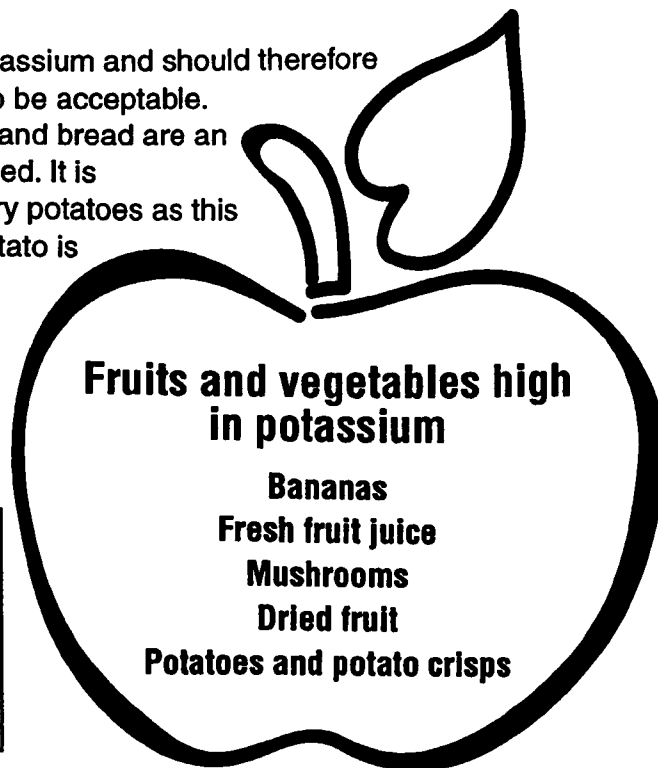 assium and should therefore
o be acceptable.
and bread are an
ed. It is
ry potatoes as this
tato is
Fruits and vegetables high
in potassium
Bananas
Fresh fruit juice
Mushrooms
Dried fruit
Potatoes and potato crisps